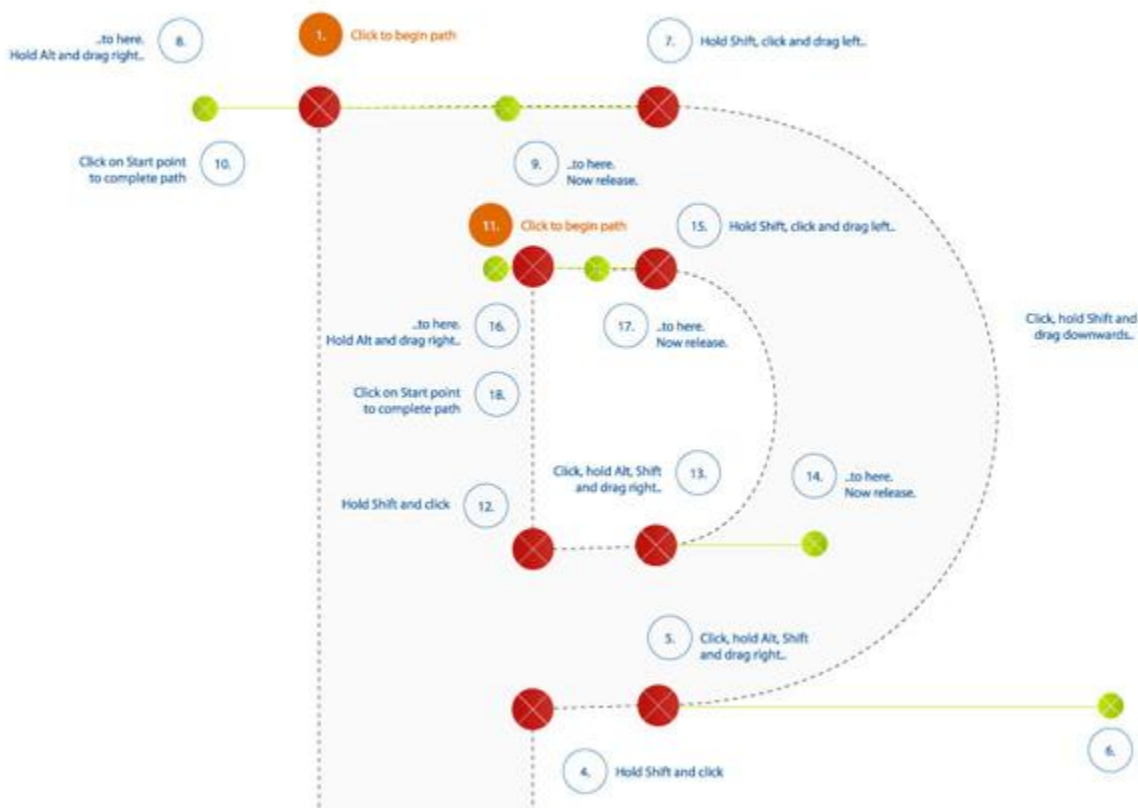 8.
..to here.
Hold Alt and drag right..
1.
Click to begin path
7.
Hold Shift, click and drag left..
Click on Start point
to complete path
10.
9.
..to here.
Now release.
11.
Click to begin path
15.
Hold Shift, click and drag left..
..to here.
Hold Alt and drag right..
16.
17.
..to here.
Now release.
Click, hold Shift and
drag downwards..
Click on Start point
to complete path
18.
Click, hold Alt, Shift
and drag right..
13.
14.
..to here.
Now release.
Hold Shift and click
12.
5.
Click, hold Alt, Shift
and drag right..
4.
Hold Shift and click
6.